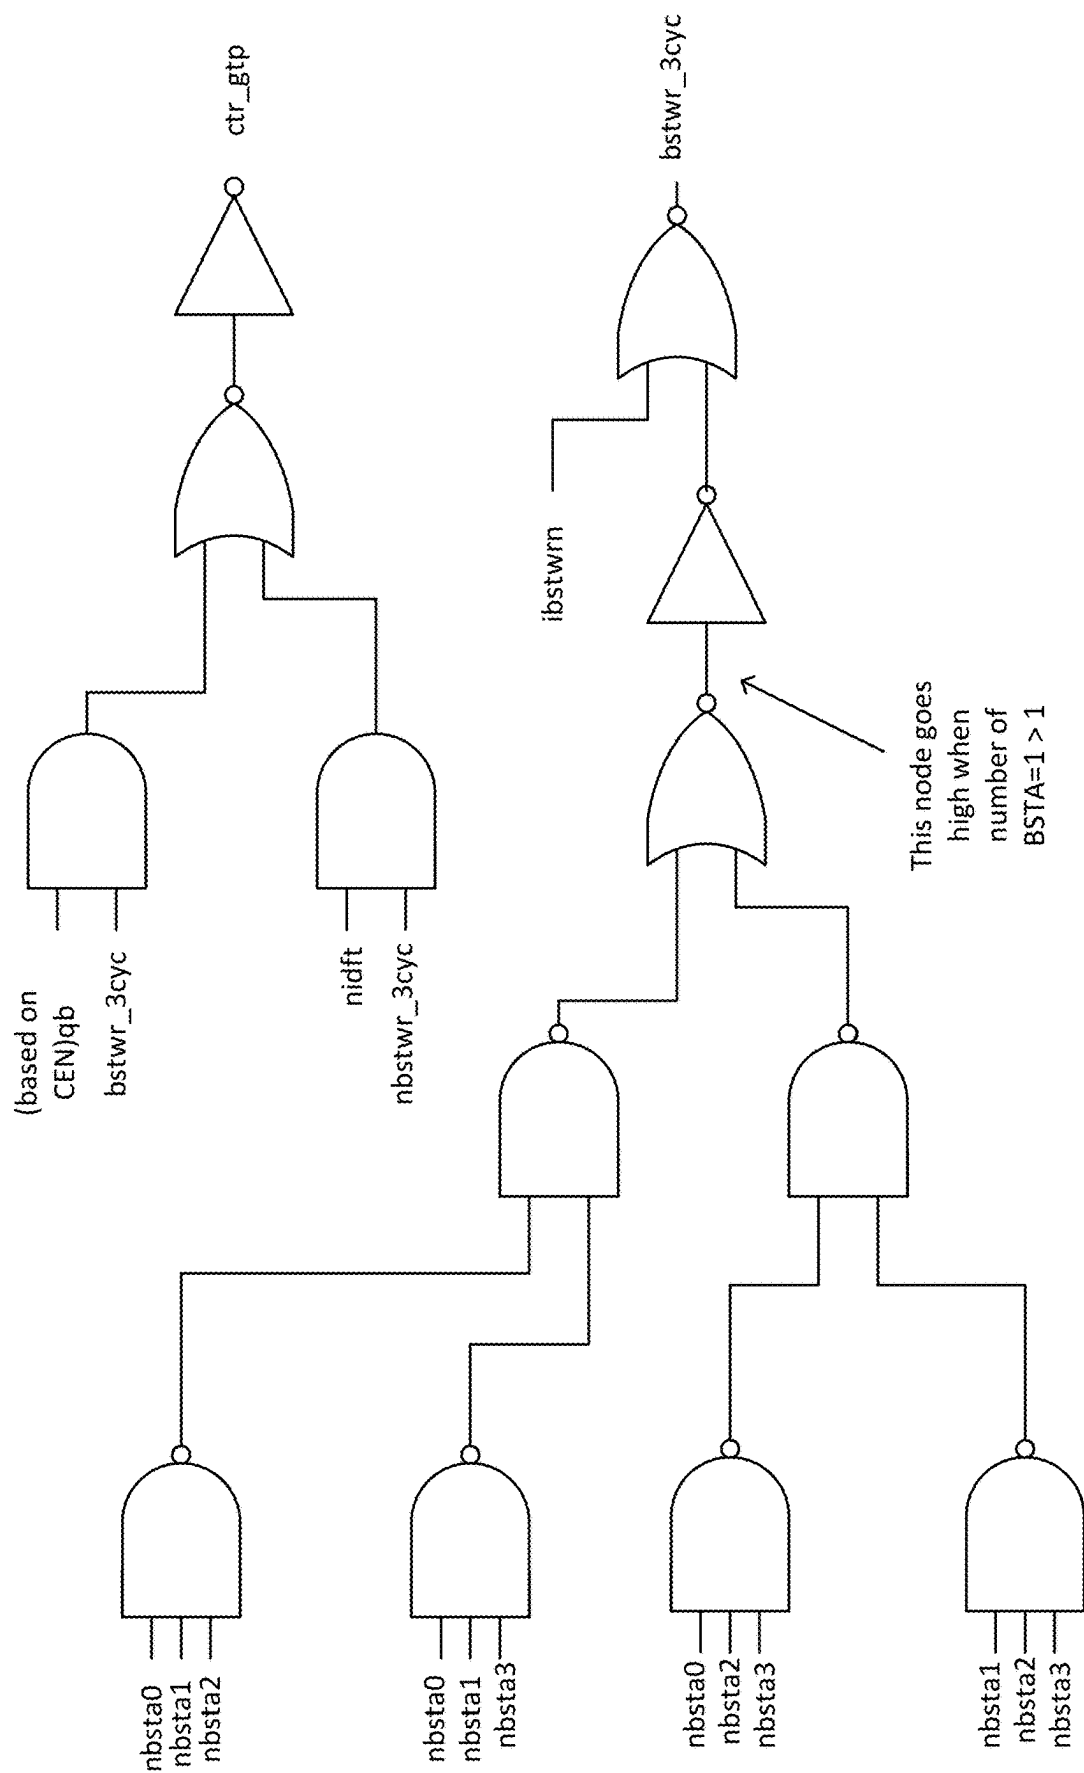 (based on
CEN)qb
bstwr_3cyc
nidft
nbstwr_3cyc
ctr_gtp
nbsta0
nbsta1
nbsta2
nbsta0
nbsta1
nbsta3
nbsta0
nbsta2
nbsta3
nbsta1
nbsta2
nbsta3
This node goes
high when
number of
BSTA=1 > 1
ibstwrn
bstwr_3cyc